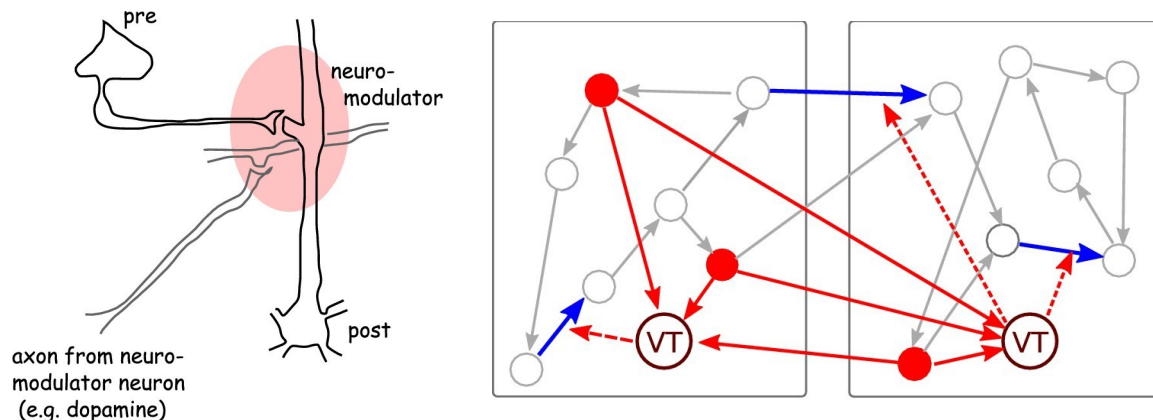 pre
neuro-
modulator
post
axon from neuro-
modulator neuron
(e.g. dopamine)
VT
VT